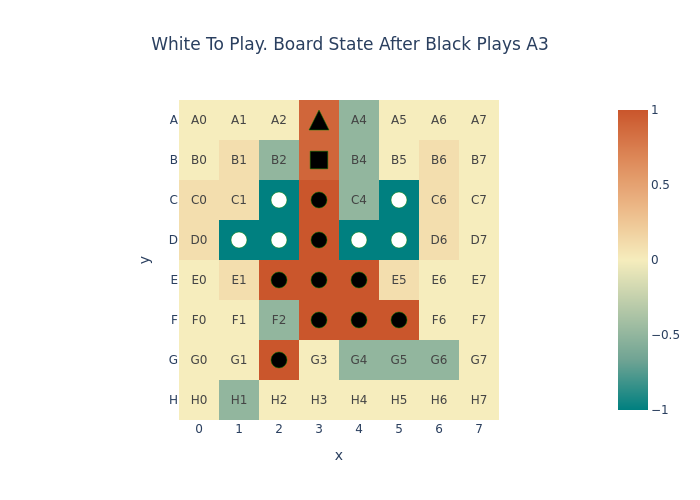 White To Play. Board State After Black Plays A3
A A0 A1 A2 A4 A5 A6 A7
B B0 B1 B2 B4 B5 B6 B7
C C0 C1 C4 C6 C7
D D0 D6 D7
E E0 E1 E5 E6 E7
F F0 F1 F2 F6 F7
G G0 G1 G3 G4 G5 G6 G7
H H0 H1 H2 H3 H4 H5 H6 H7
0 1 2 3 4 5 6 7
x
y
1
0.5
0
−0.5
−1